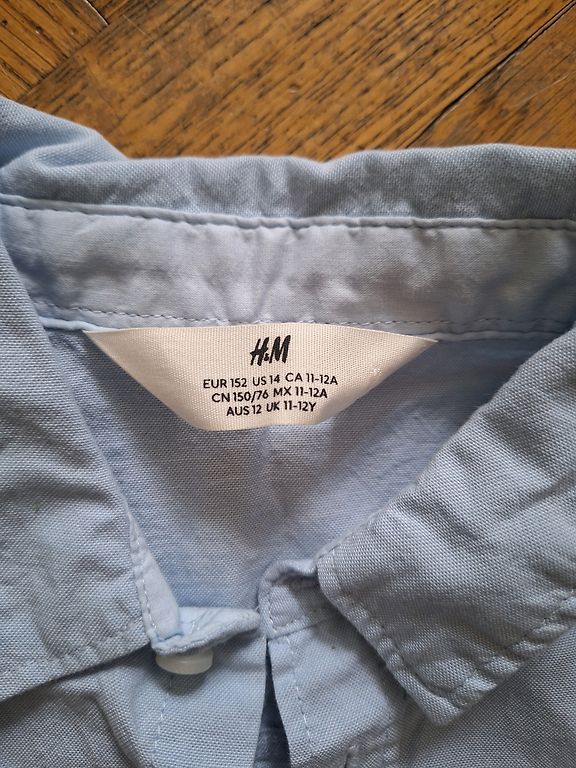 H&M
EUR 152 US 14 CA 11-12A
CN 150/76 MX 11-12A
AUS 12 UK 11-12Y